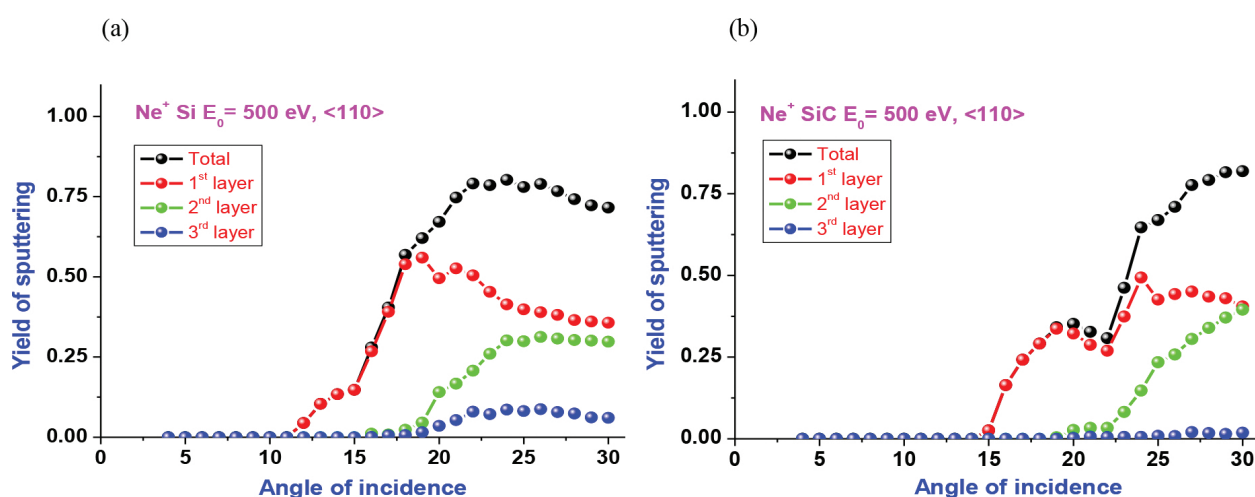 (a)
Ne⁺ Si E₀= 500 eV, <110>
Total
1ˢᵗ layer
2ⁿᵈ layer
3ʳᵈ layer
Yield of sputtering
1.00
0.75
0.50
0.25
0.00
0 5 10 15 20 25 30
Angle of incidence
(b)
Ne⁺ SiC E₀= 500 eV, <110>
Total
1ˢᵗ layer
2ⁿᵈ layer
3ʳᵈ layer
Yield of sputtering
1.00
0.75
0.50
0.25
0.00
0 5 10 15 20 25 30
Angle of incidence